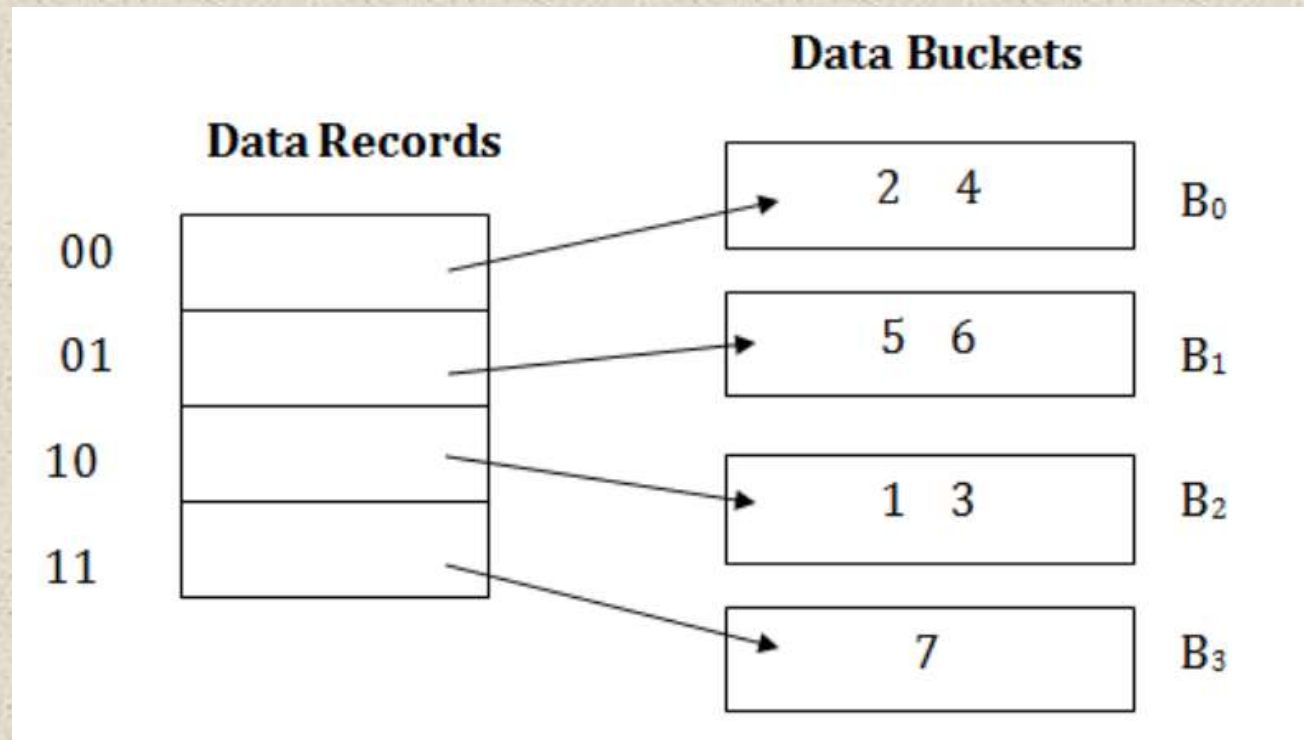 Data Buckets
Data Records
00
01
10
11
2 4
B₀
5 6
B₁
1 3
B₂
7
B₃